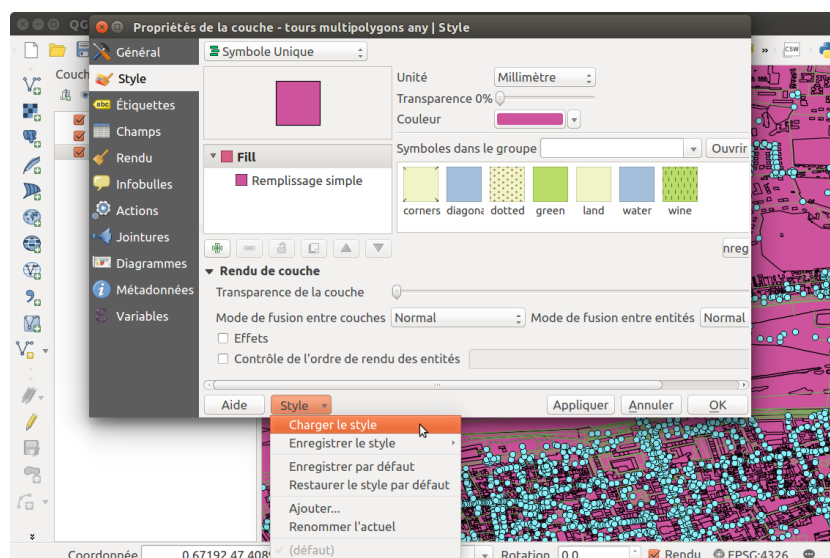 QG
Propriétés de la couche - tours multipolygons any | Style
Couch
CSW
Général
Style
Étiquettes
Champs
Rendu
Infobulles
Actions
Jointures
Diagrammes
Métadonnées
Variables
Symbole Unique
Unité Millimètre
Transparence 0%
Couleur
Fill
Remplissage simple
Symboles dans le groupe Ouvrir
corners diagona dotted green land water wine
nreg
Rendu de couche
Transparence de la couche
Mode de fusion entre couches Normal Mode de fusion entre entités Normal
Effets
Contrôle de l'ordre de rendu des entités
Aide Style Appliquer Annuler OK
Charger le style
Enregistrer le style
Enregistrer par défaut
Restaurer le style par défaut
Ajouter...
Renommer l'actuel
(défaut)
Coordonnée 0.67192,47.408 Rotation 0,0 Rendu EPSG:4326